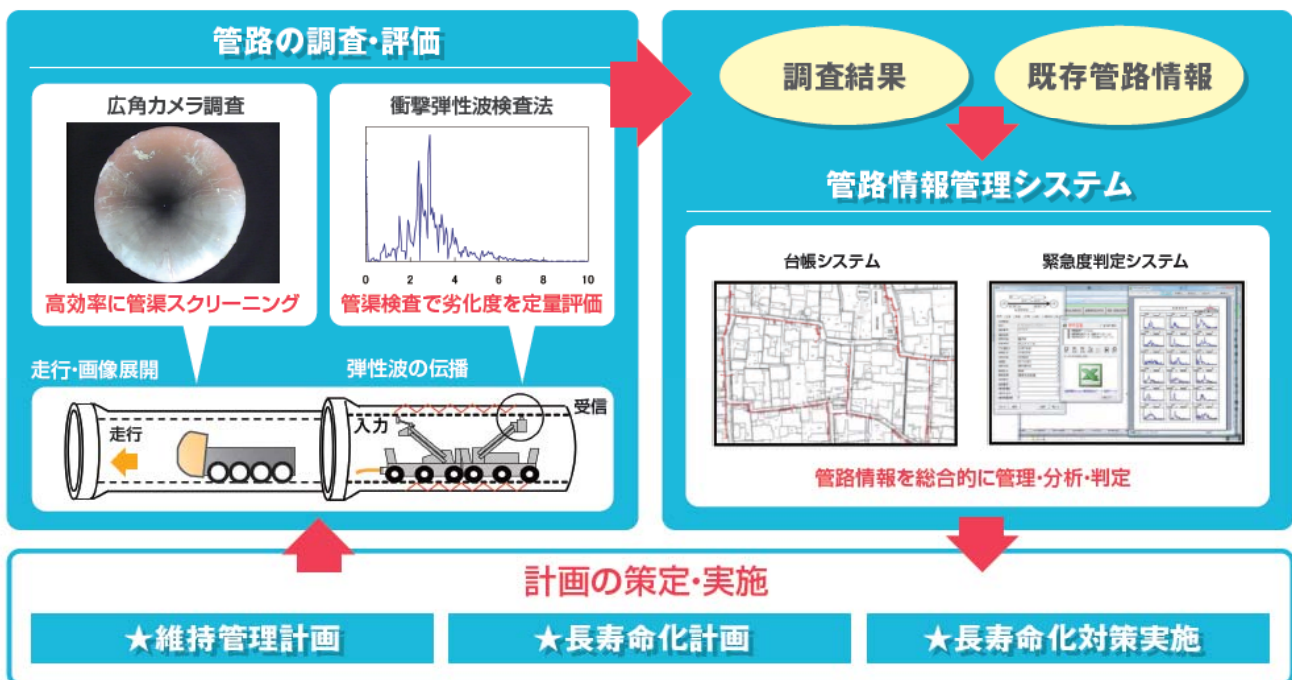 管路の調査・評価
広角カメラ調査
高効率に管渠スクリーニング
衝撃弾性波検査法
0 2 4 6 8 10
管渠検査で劣化度を定量評価
走行・画像展開
弾性波の伝播
走行
入力
受信
調査結果
既存管路情報
管路情報管理システム
台帳システム
緊急度判定システム
管路情報を総合的に管理・分析・判定
計画の策定・実施
★維持管理計画
★長寿命化計画
★長寿命化対策実施